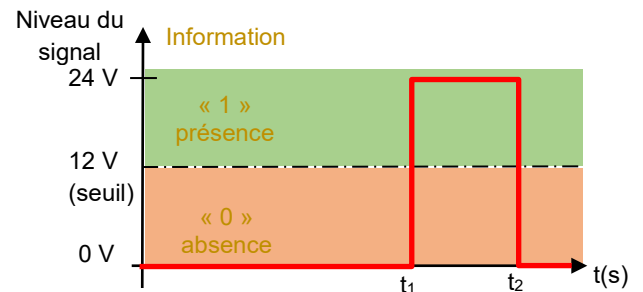 Niveau du
signal
Information
24 V
« 1 »
présence
12 V
(seuil)
« 0 »
absence
0 V
t1
t2
t(s)